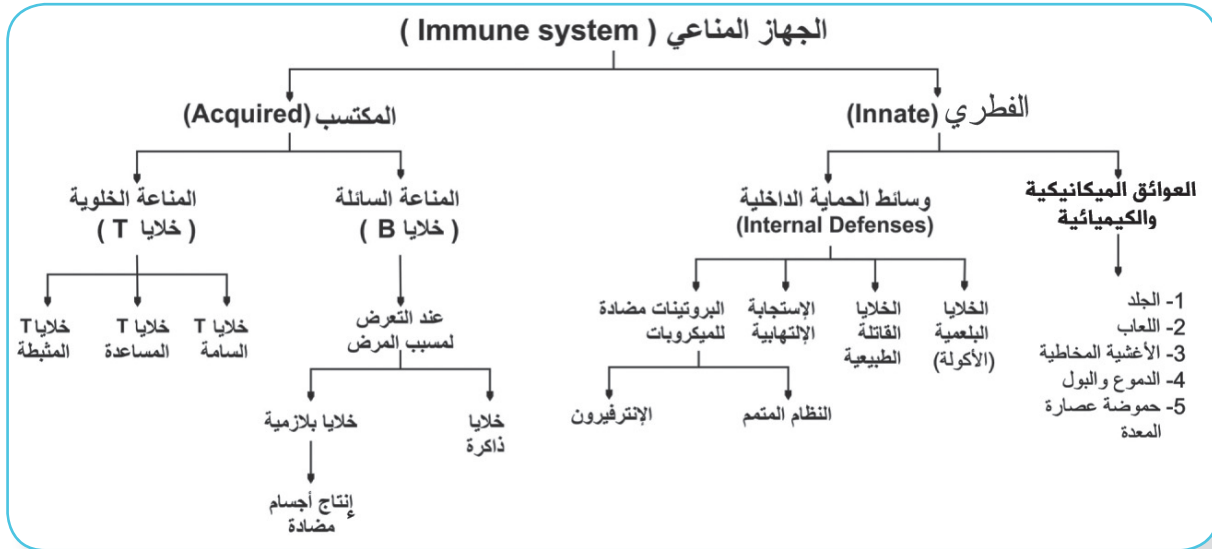 الجهاز المناعي ( Immune system )
الفطري (Innate)
المكتسب (Acquired)
العوائق الميكانيكية
والكيميائية
وسائط الحماية الداخلية
(Internal Defenses)
المناعة السائلة
( خلايا B )
المناعة الخلوية
( خلايا T )
1- الجلد
2- اللعاب
3- الأغشية المخاطية
4- الدموع والبول
5- حموضة عصارة
المعدة
الخلايا
البلعمية
(الأكولة)
الخلايا
القاتلة
الطبيعية
الإستجابة
الإلتهابية
البروتينات مضادة
للميكروبات
النظام المتمم
الإنترفيرون
عند التعرض
لمسبب المرض
خلايا
ذاكرة
خلايا بلازمية
إنتاج أجسام
مضادة
خلايا T
السامة
خلايا T
المساعدة
خلايا T
المثبطة